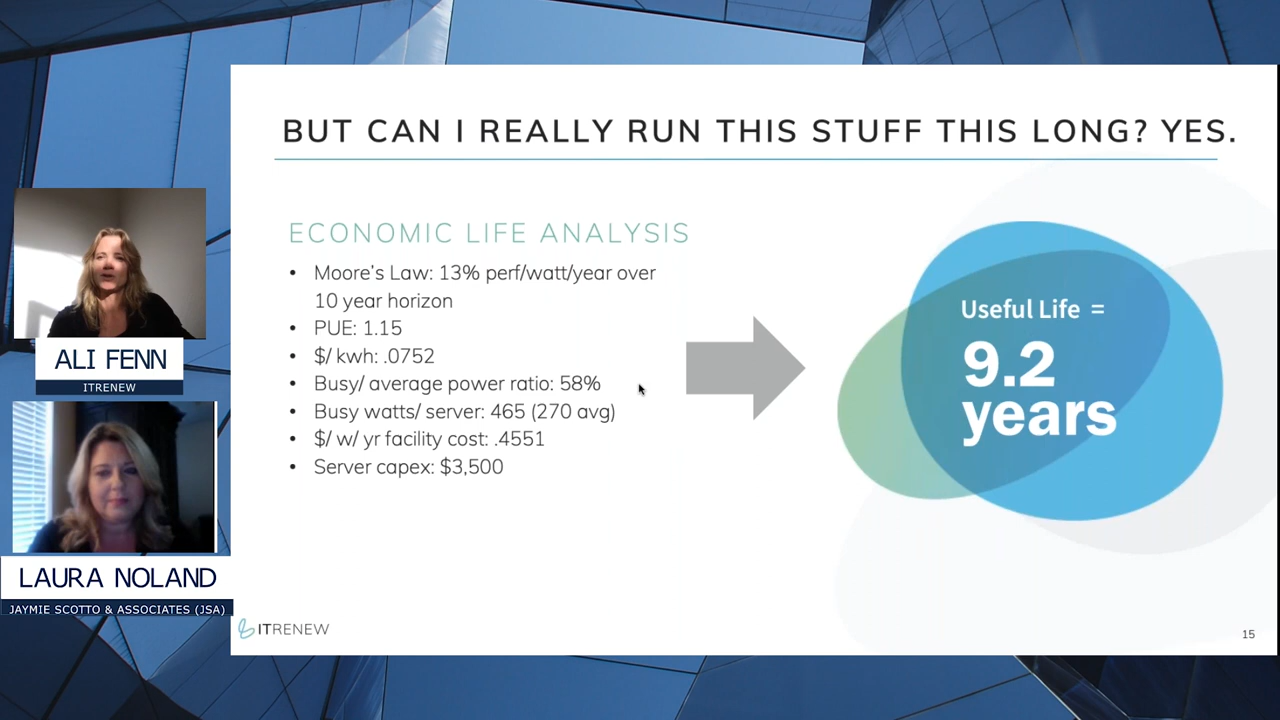 BUT CAN I REALLY RUN THIS STUFF THIS LONG? YES.
ECONOMIC LIFE ANALYSIS
• Moore's Law: 13% perf/watt/year over
10 year horizon
• PUE: 1.15
• $/ kwh: .0752
• Busy/ average power ratio: 58%
• Busy watts/ server: 465 (270 avg)
• $/ w/ yr facility cost: .4551
• Server capex: $3,500
Useful Life =
9.2
years
ALI FENN
ITRENEW
LAURA NOLAND
JAYMIE SCOTTO & ASSOCIATES (JSA)
ITRENEW
15